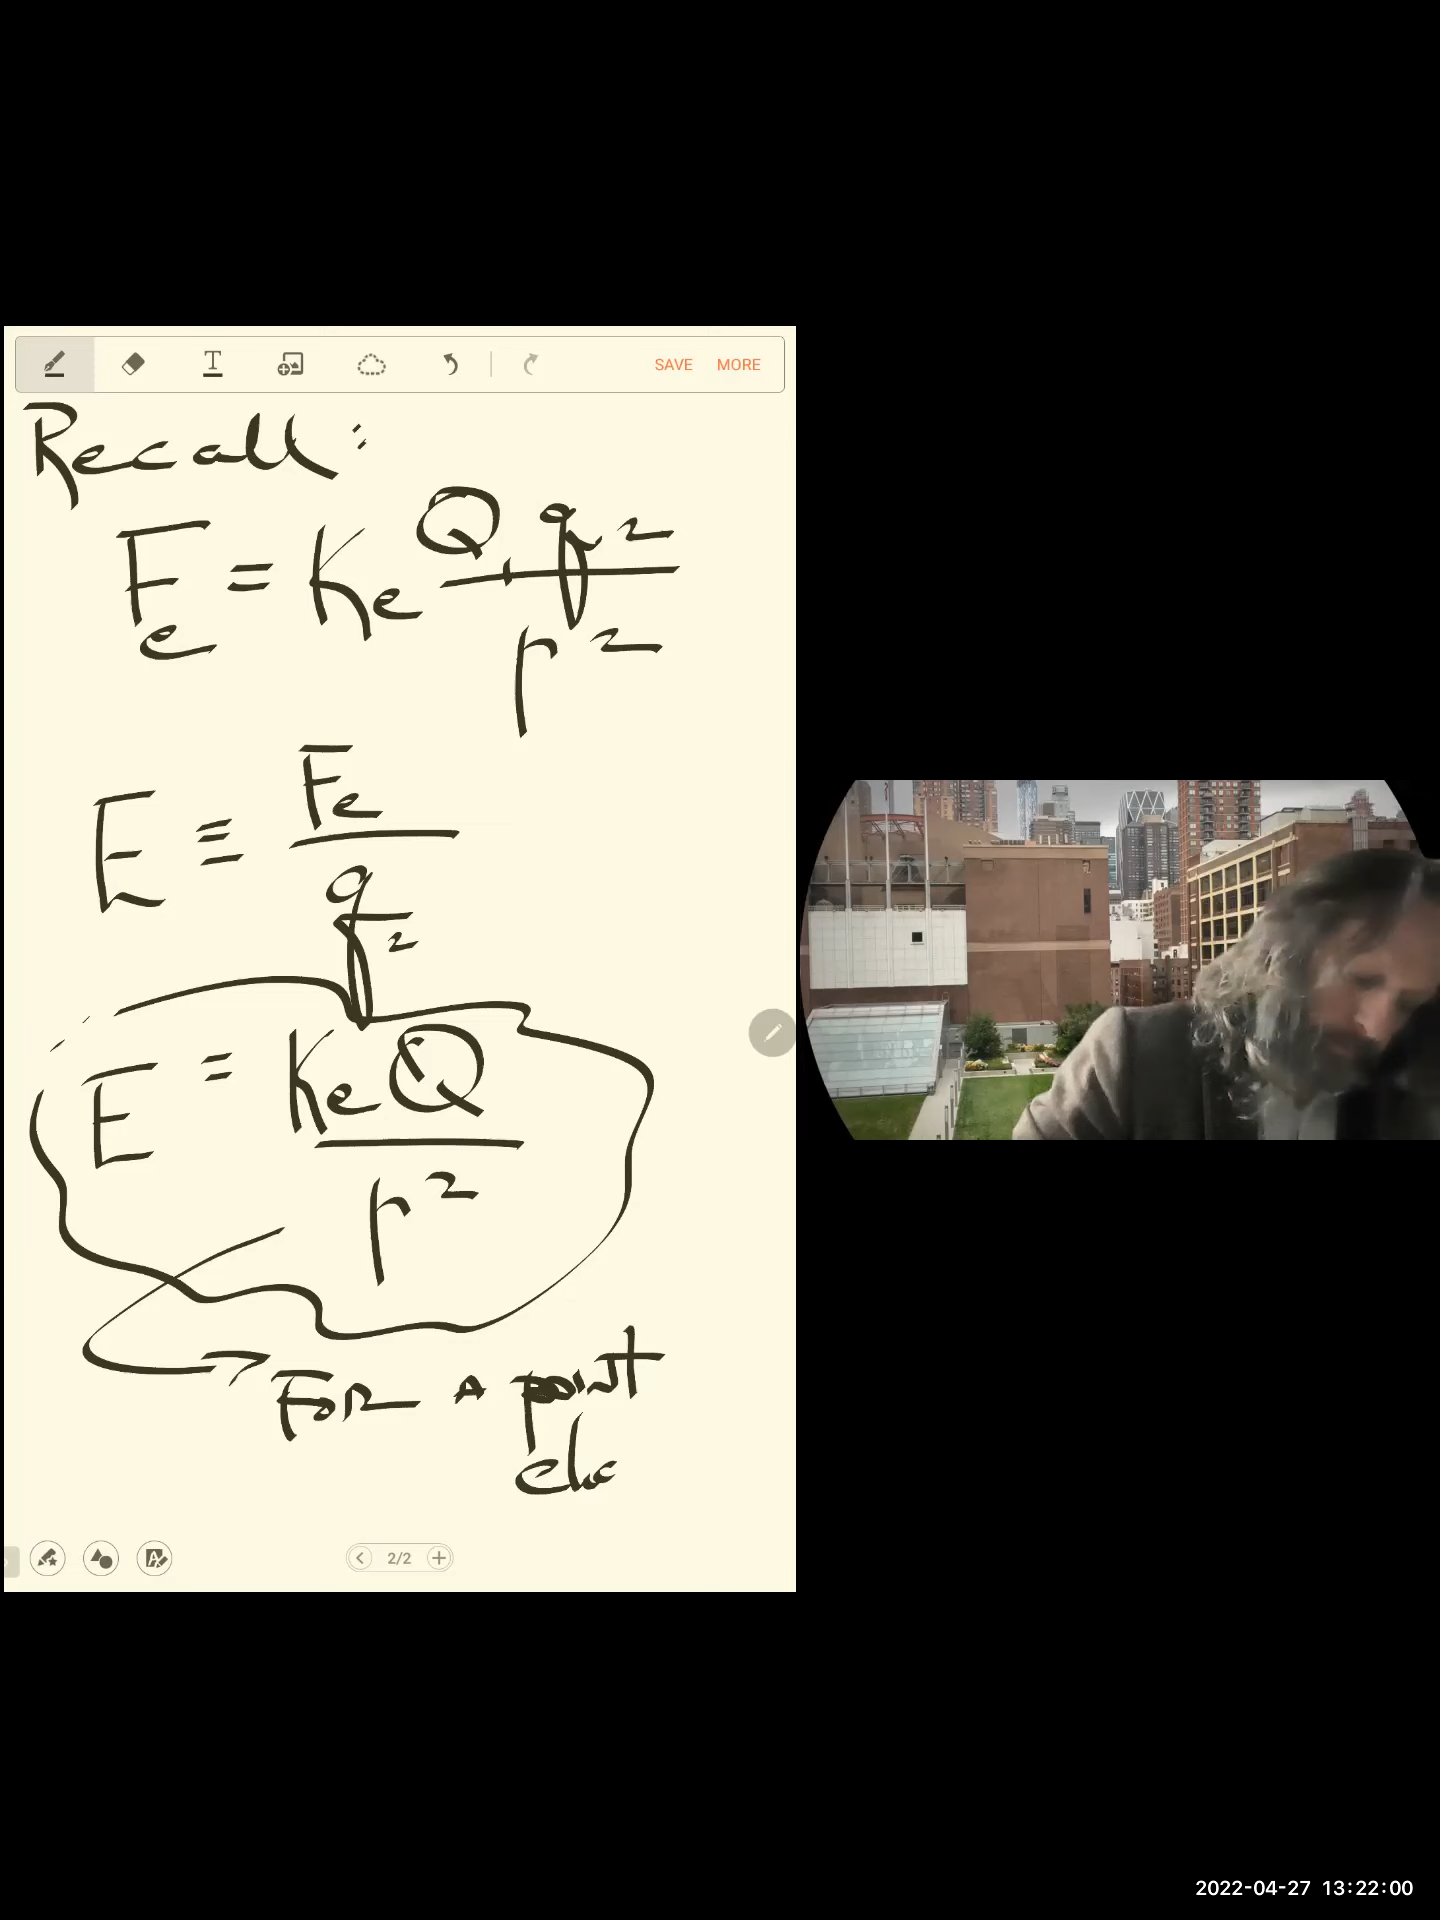 SAVE MORE
Recall:
Fe = Ke Q₁q₂
r²
E ≡ Fe
q₂
E = KeQ
r²
FOR A POINT
2/2
2022-04-27 13:22:00